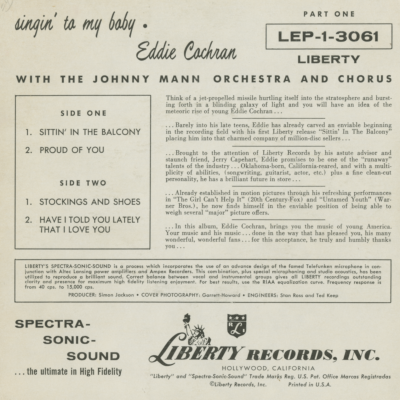 singin' to my baby •
Eddie Cochran
PART ONE
LEP-1-3061
LIBERTY
WITH THE JOHNNY MANN ORCHESTRA AND CHORUS
SIDE ONE
1. SITTIN' IN THE BALCONY
2. PROUD OF YOU
SIDE TWO
1. STOCKINGS AND SHOES
2. HAVE I TOLD YOU LATELY
THAT I LOVE YOU
Think of a jet-propelled missile hurtling itself into the stratosphere and burst-
ing forth in a blinding galaxy of light and you will have an idea of the
meteoric rise of young Eddie Cochran ...
...Barely into his late teens, Eddie has already carved an enviable beginning
in the recording field with his first Liberty release "Sittin' In The Balcony"
placing him into that charmed company of million-disc sellers...
...Brought to the attention of Liberty Records by his astute advisor and
staunch friend, Jerry Capehart, Eddie promises to be one of the "runaway"
talents of the industry ... Oklahoma-born, California-reared, and with a multi-
plicity of abilities, (songwriting, guitarist, actor, etc.) plus a fine clean-cut
personality, he has a brilliant future in store ...
...Already established in motion pictures through his refreshing performances
in "The Girl Can't Help It" (20th Century-Fox) and "Untamed Youth" (War-
ner Bros.), he now finds himself in the enviable position of being able to
weigh several "major" picture offers.
...In this album, Eddie Cochran, brings you the music of young America.
Your music and his music ... done in the way that has pleased you, his many
wonderful, wonderful fans ... for this acceptance, he truly and humbly thanks
you ...
LIBERTY'S SPECTRA-SONIC-SOUND is a process which incorporates the use of an advance design of the famed Telefunken microphone in con-
junction with Altec Lansing power amplifiers and Ampex Recorders. This combination, plus special microphoning and studio acoustics, has been
utilized to reproduce a brilliant sound. Correct balance between vocal and instrumental groups gives all LIBERTY recordings outstanding
clarity and presence for maximum high fidelity listening enjoyment. For best results, use the RIAA equalization curve. Frequency response is
from 40 cps. to 15,000 cps.
PRODUCER: Simon Jackson • COVER PHOTOGRAPHY: Garrett-Howard • ENGINEERS: Stan Ross and Ted Keep
SPECTRA-
SONIC-
SOUND
...the ultimate in High Fidelity
LIBERTY RECORDS, INC.
HOLLYWOOD, CALIFORNIA
"Liberty" and "Spectra-Sonic-Sound" Trade Marks Reg. U.S. Pat. Office Marcas Registradas
©Liberty Records, Inc. Printed in U.S.A.